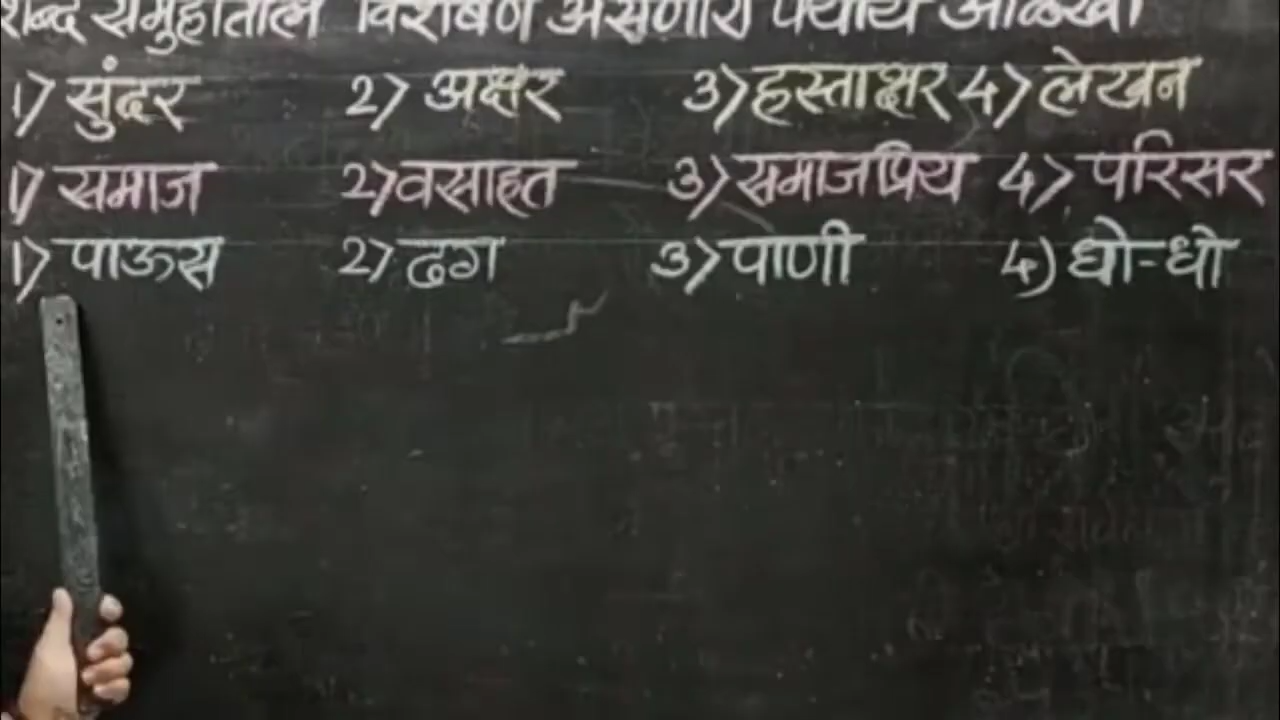 शब्द समुहातील विशेषण असणारा पर्याय ओळखा
1) सुंदर 2) अक्षर 3) हस्ताक्षर 4) लेखन
1) समाज 2) वसाहत 3) समाजप्रिय 4) परिसर
1) पाऊस 2) ढग 3) पाणी 4) धो-धो